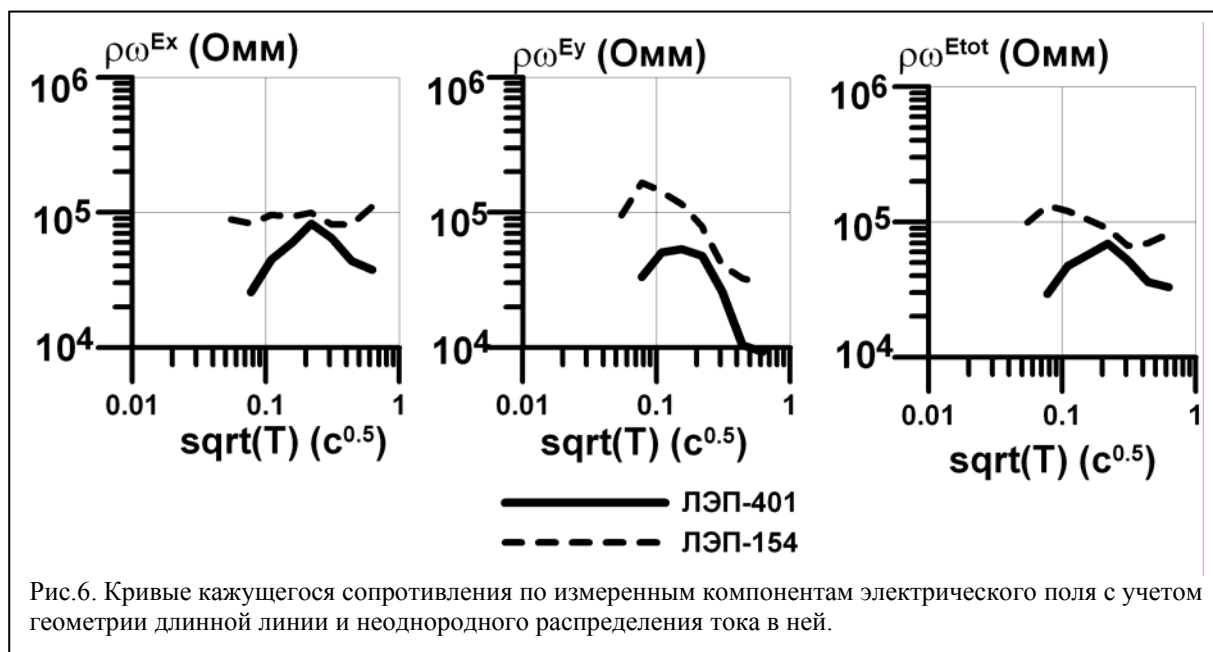 ρω^Ex (Омм)
10^6
10^5
10^4
0.01 0.1 1
sqrt(T) (c^0.5)
ρω^Ey (Омм)
10^6
10^5
10^4
0.01 0.1 1
sqrt(T) (c^0.5)
ρω^Etot (Омм)
10^6
10^5
10^4
0.01 0.1 1
sqrt(T) (c^0.5)
ЛЭП-401
ЛЭП-154
Рис.6. Кривые кажущегося сопротивления по измеренным компонентам электрического поля с учетом
геометрии длинной линии и неоднородного распределения тока в ней.